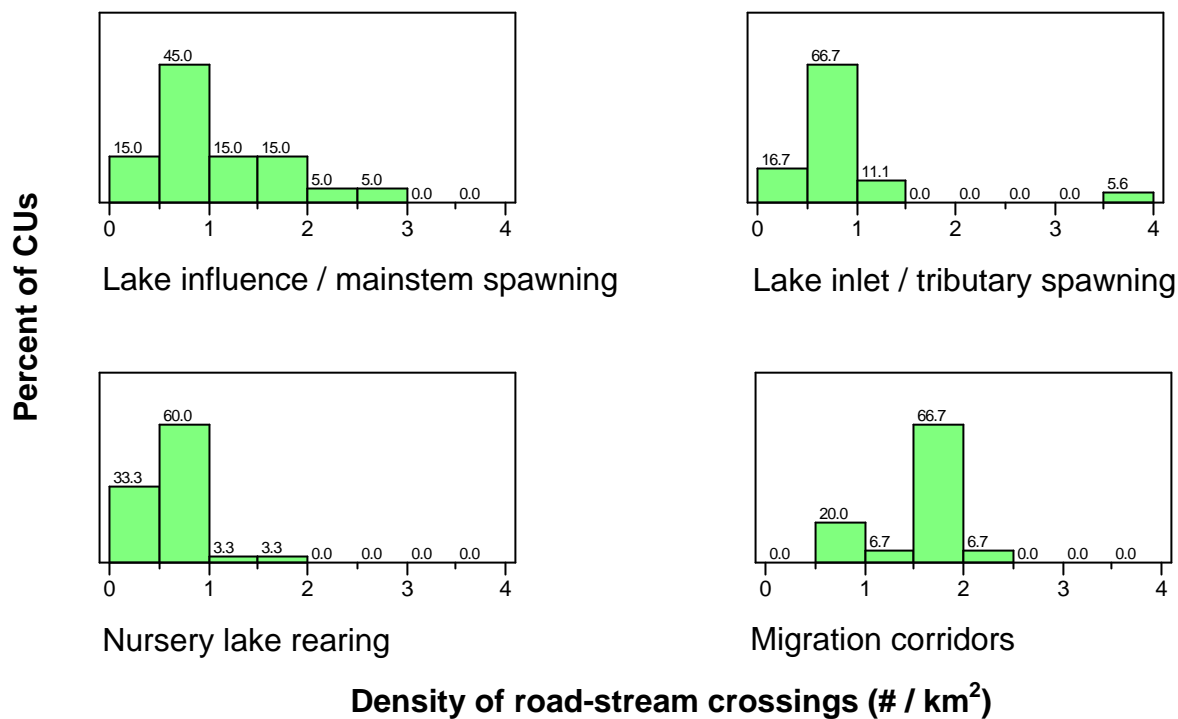 45.0
15.0 15.0 15.0
5.0 5.0 0.0 0.0
0 1 2 3 4
Lake influence / mainstem spawning
66.7
16.7 11.1
0.0 0.0 0.0 0.0 5.6
0 1 2 3 4
Lake inlet / tributary spawning
Percent of CUs
60.0
33.3
3.3 3.3 0.0 0.0 0.0 0.0
0 1 2 3 4
Nursery lake rearing
66.7
20.0
0.0 6.7 6.7 0.0 0.0 0.0
0 1 2 3 4
Migration corridors
Density of road-stream crossings (# / km²)